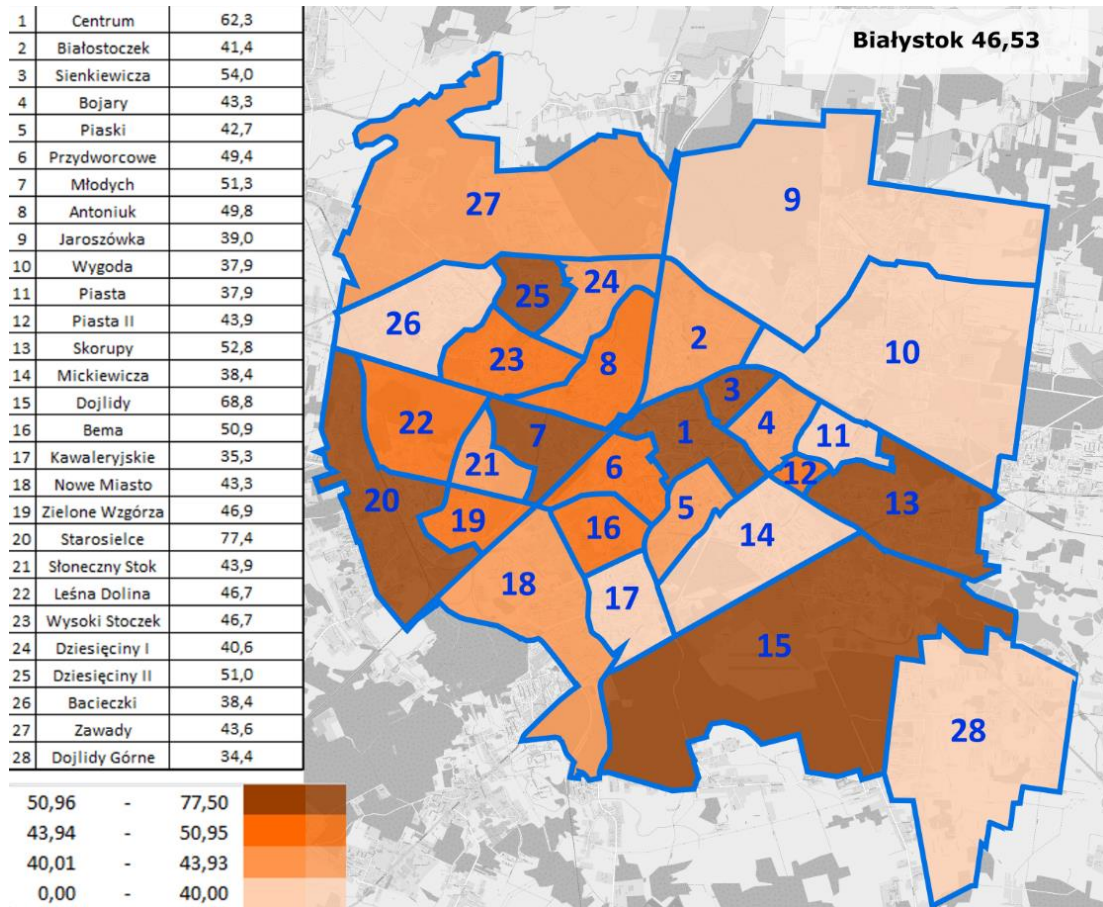 1 Centrum 62,3
2 Białostoczek 41,4
3 Sienkiewicza 54,0
4 Bojary 43,3
5 Piaski 42,7
6 Przydworcowe 49,4
7 Młodych 51,3
8 Antoniuk 49,8
9 Jaroszówka 39,0
10 Wygoda 37,9
11 Piasta 37,9
12 Piasta II 43,9
13 Skorupy 52,8
14 Mickiewicza 38,4
15 Dojlidy 68,8
16 Bema 50,9
17 Kawaleryjskie 35,3
18 Nowe Miasto 43,3
19 Zielone Wzgórza 46,9
20 Starosielce 77,4
21 Słoneczny Stok 43,9
22 Leśna Dolina 46,7
23 Wysoki Stoczek 46,7
24 Dziesięciny I 40,6
25 Dziesięciny II 51,0
26 Bacieczki 38,4
27 Zawady 43,6
28 Dojlidy Górne 34,4
50,96 - 77,50
43,94 - 50,95
40,01 - 43,93
0,00 - 40,00
Białystok 46,53
27
9
24
25
26
2
23
8
10
3
22
7
1
4
11
21
6
12
20
13
5
19
16
14
18
17
15
28